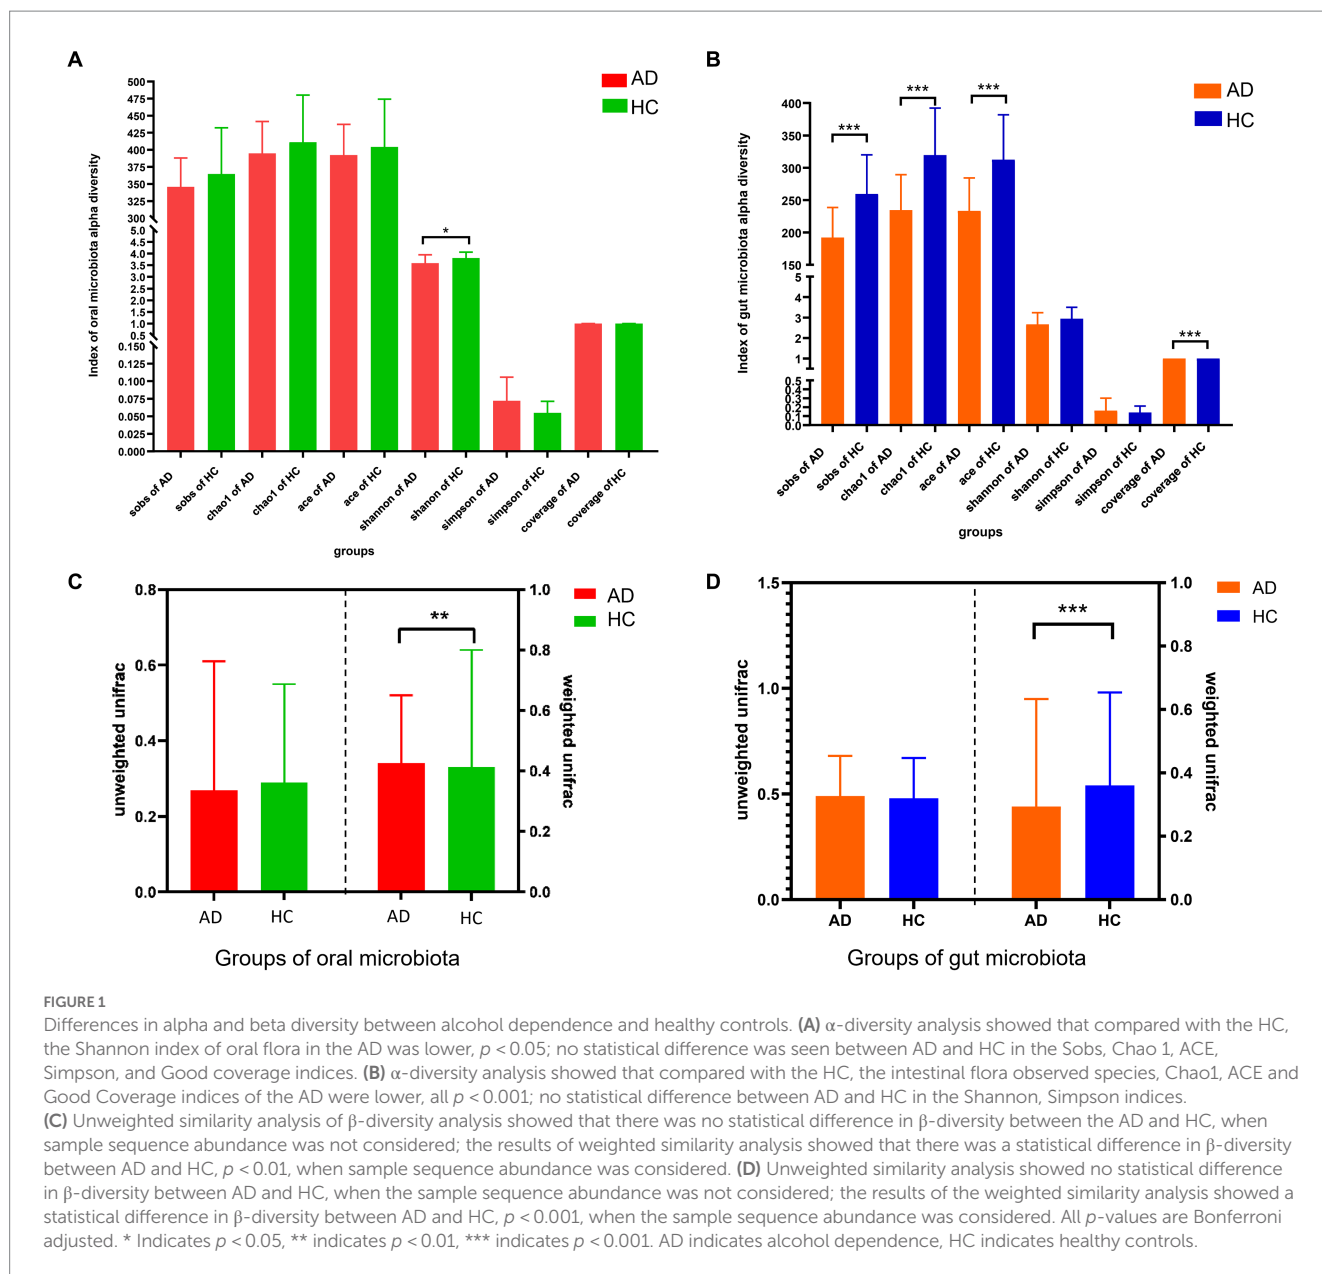 A
AD
HC
Index of oral microbiota alpha diversity
500
475
450
425
400
375
350
325
300
5.0
4.5
4.0
3.5
3.0
2.5
2.0
1.5
1.0
0.5
0.150
0.125
0.100
0.075
0.050
0.025
0.000
*
sobs of AD
sobs of HC
chao1 of AD
chao1 of HC
ace of AD
ace of HC
shannon of AD
shannon of HC
simpson of AD
simpson of HC
coverage of AD
coverage of HC
groups
B
AD
HC
Index of gut microbiota alpha diversity
400
350
300
250
200
150
5
4
3
2
1
0.5
0.4
0.3
0.2
0.1
0.0
***
***
***
***
sobs of AD
sobs of HC
chao1 of AD
chao1 of HC
ace of AD
ace of HC
shannon of AD
shannon of HC
simpson of AD
simpson of HC
coverage of AD
coverage of HC
groups
C
AD
HC
unweighted unifrac
0.8
0.6
0.4
0.2
0.0
**
1.0
0.8
0.6
0.4
0.2
0.0
weighted unifrac
AD
HC
AD
HC
Groups of oral microbiota
D
AD
HC
unweighted unifrac
1.5
1.0
0.5
0.0
***
1.0
0.8
0.6
0.4
0.2
0.0
weighted unifrac
AD
HC
AD
HC
Groups of gut microbiota
FIGURE 1
Differences in alpha and beta diversity between alcohol dependence and healthy controls. (A) α-diversity analysis showed that compared with the HC,
the Shannon index of oral flora in the AD was lower, p < 0.05; no statistical difference was seen between AD and HC in the Sobs, Chao 1, ACE,
Simpson, and Good coverage indices. (B) α-diversity analysis showed that compared with the HC, the intestinal flora observed species, Chao1, ACE and
Good Coverage indices of the AD were lower, all p < 0.001; no statistical difference between AD and HC in the Shannon, Simpson indices.
(C) Unweighted similarity analysis of β-diversity analysis showed that there was no statistical difference in β-diversity between the AD and HC, when
sample sequence abundance was not considered; the results of weighted similarity analysis showed that there was a statistical difference in β-diversity
between AD and HC, p < 0.01, when sample sequence abundance was considered. (D) Unweighted similarity analysis showed no statistical difference
in β-diversity between AD and HC, when the sample sequence abundance was not considered; the results of the weighted similarity analysis showed a
statistical difference in β-diversity between AD and HC, p < 0.001, when the sample sequence abundance was considered. All p-values are Bonferroni
adjusted. * Indicates p < 0.05, ** indicates p < 0.01, *** indicates p < 0.001. AD indicates alcohol dependence, HC indicates healthy controls.